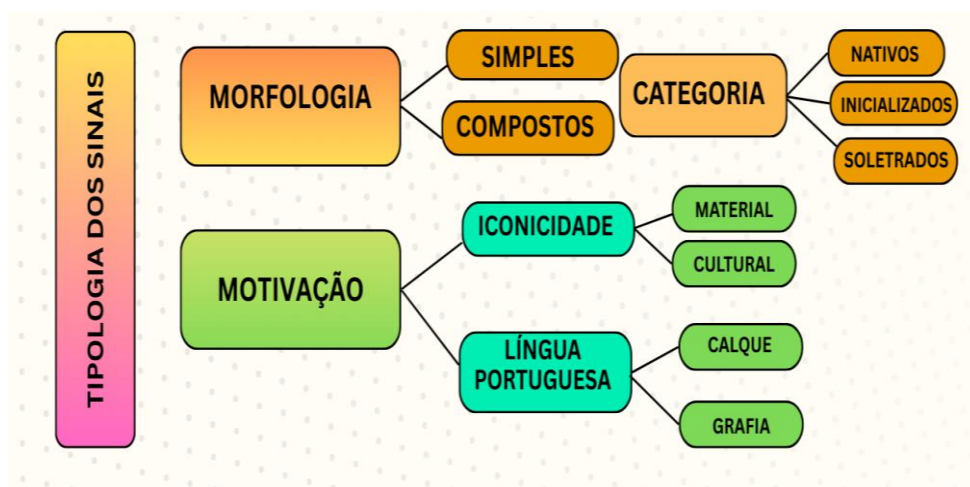 TIPOLOGIA DOS SINAIS
MORFOLOGIA
SIMPLES
COMPOSTOS
CATEGORIA
NATIVOS
INICIALIZADOS
SOLETRADOS
MOTIVAÇÃO
ICONICIDADE
MATERIAL
CULTURAL
LÍNGUA
PORTUGUESA
CALQUE
GRAFIA